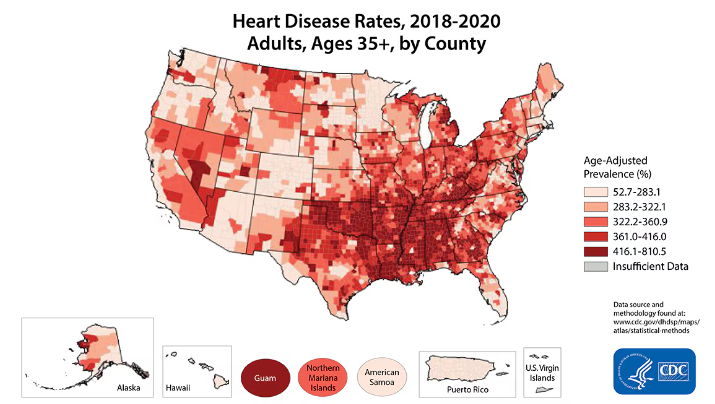 Heart Disease Rates, 2018-2020
Adults, Ages 35+, by County
Age-Adjusted
Prevalence (%)
52.7-283.1
283.2-322.1
322.2-360.9
361.0-416.0
416.1-810.5
Insufficient Data
Data source and
methodology found at:
www.cdc.gov/dhdsp/maps/
atlas/statistical-methods
CDC
Alaska
Hawaii
Guam
Northern
Mariana
Islands
American
Samoa
Puerto Rico
U.S. Virgin
Islands